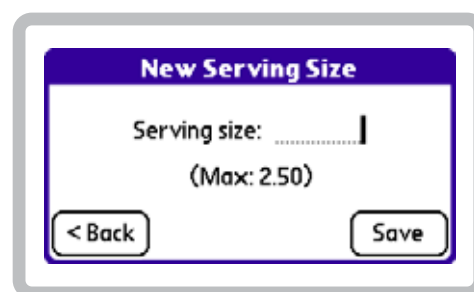 New Serving Size
Serving size:
(Max: 2.50)
< Back Save